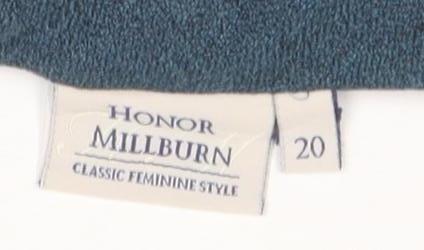 HONOR
MILLBURN
CLASSIC FEMININE STYLE
20